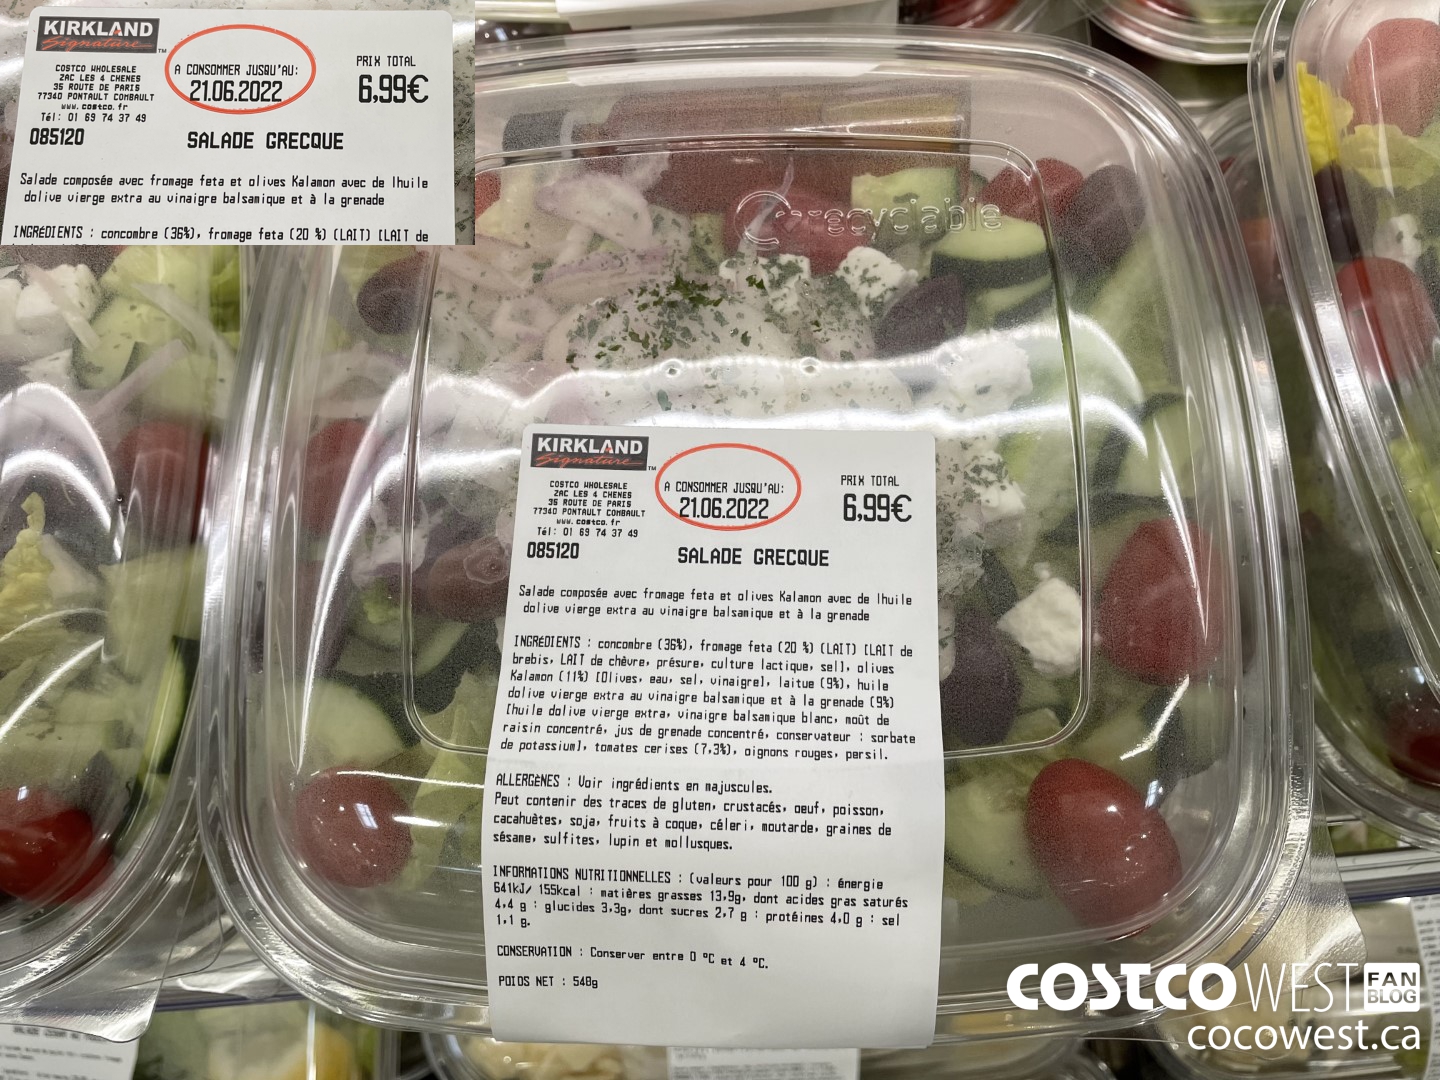 KIRKLAND
Signature™
COSTCO WHOLESALE
ZAC LES 4 CHENES
35 ROUTE DE PARIS
77340 PONTAULT COMBAULT
www.costco.fr
Tél: 01 69 74 37 49
085120
A CONSOMMER JUSQU'AU:
21.06.2022
PRIX TOTAL
6,99€
SALADE GRECQUE
Salade composée avec fromage feta et olives Kalamon avec de lhuile
dolive vierge extra au vinaigre balsamique et à la grenade
INGRÉDIENTS : concombre (36%), fromage feta (20 %) (LAIT) [LAIT de
recyclable
KIRKLAND
Signature™
COSTCO WHOLESALE
ZAC LES 4 CHENES
35 ROUTE DE PARIS
77340 PONTAULT COMBAULT
www.costco.fr
Tél: 01 69 74 37 49
085120
A CONSOMMER JUSQU'AU:
21.06.2022
PRIX TOTAL
6,99€
SALADE GRECQUE
Salade composée avec fromage feta et olives Kalamon avec de lhuile
dolive vierge extra au vinaigre balsamique et à la grenade
INGRÉDIENTS : concombre (36%), fromage feta (20 %) (LAIT) [LAIT de
brebis, LAIT de chèvre, présure, culture lactique, sel], olives
Kalamon (11%) [Olives, eau, sel, vinaigre], laitue (9%), huile
dolive vierge extra au vinaigre balsamique et à la grenade (9%)
[huile dolive vierge extra, vinaigre balsamique blanc, moût de
raisin concentré, jus de grenade concentré, conservateur : sorbate
de potassium], tomates cerises (7,3%), oignons rouges, persil.
ALLERGÈNES : Voir ingrédients en majuscules.
Peut contenir des traces de gluten, crustacés, oeuf, poisson,
cacahuètes, soja, fruits à coque, céleri, moutarde, graines de
sésame, sulfites, lupin et mollusques.
INFORMATIONS NUTRITIONNELLES : (valeurs pour 100 g) : énergie
641kJ/ 155kcal : matières grasses 13,9g, dont acides gras saturés
4,4 g : glucides 3,3g, dont sucres 2,7 g : protéines 4,0 g : sel
1,1 g.
CONSERVATION : Conserver entre 0 ºC et 4 ºC.
POIDS NET : 548g
COSTCO WEST FAN BLOG
cocowest.ca